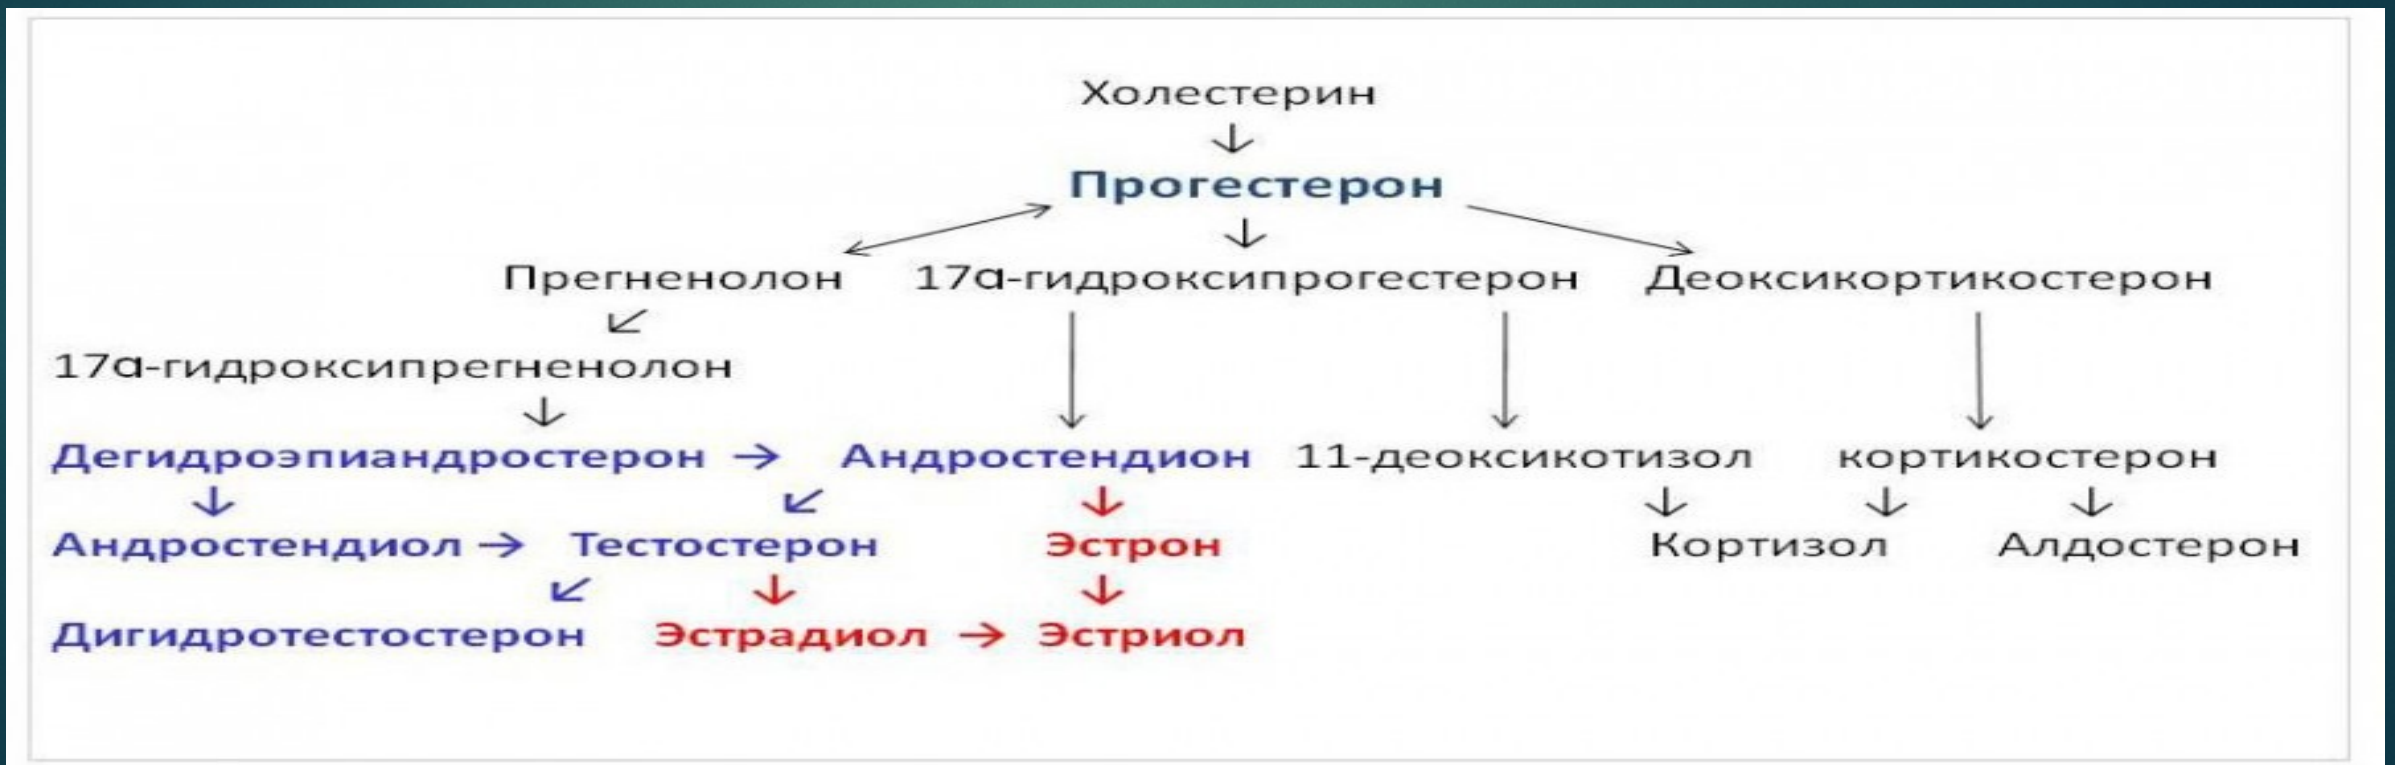 Холестерин
↓
Прогестерон
↓
Прегненолон 17α-гидроксипрогестерон Деоксикортикостерон
↙
17α-гидроксипрегненолон
↓
Дегидроэпиандростерон → Андростендион 11-деоксикотизол кортикостерон
↓ ↙ ↓ ↓ ↓ ↓
Андростендиол → Тестостерон Эстрон Кортизол Алдостерон
↙ ↓ ↓
Дигидротестостерон Эстрадиол → Эстриол